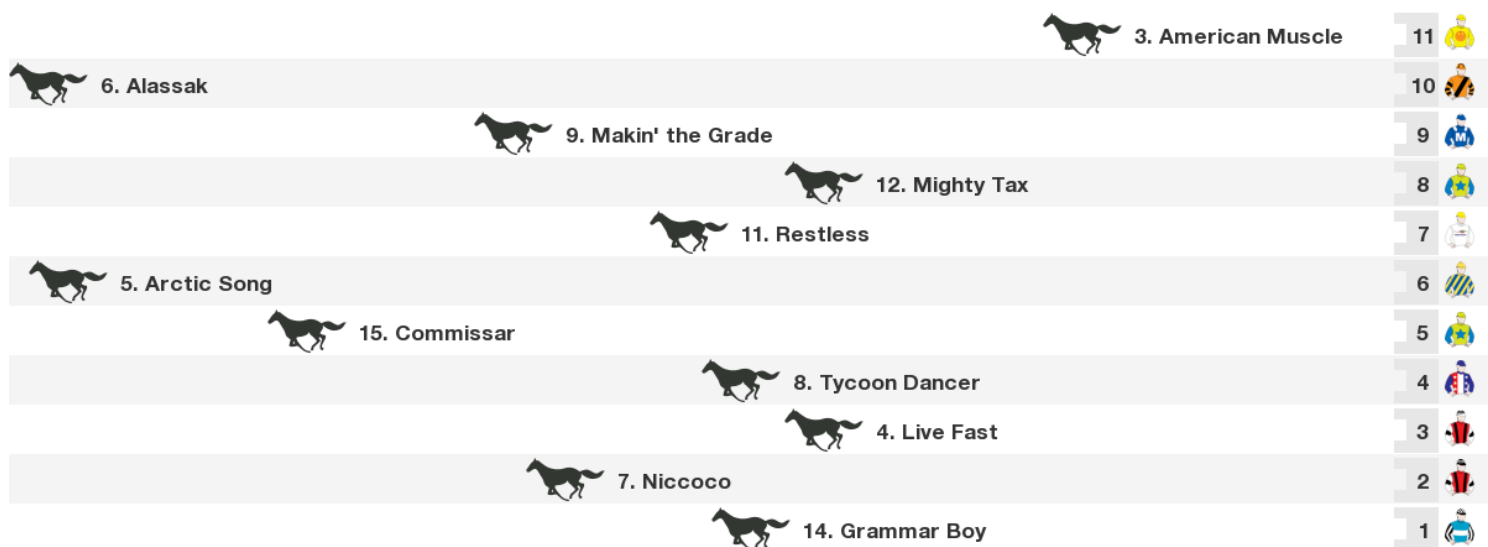 3. American Muscle 11
6. Alassak 10
9. Makin' the Grade 9
M
12. Mighty Tax 8
11. Restless 7
5. Arctic Song 6
15. Commissar 5
8. Tycoon Dancer 4
4. Live Fast 3
7. Niccoco 2
14. Grammar Boy 1